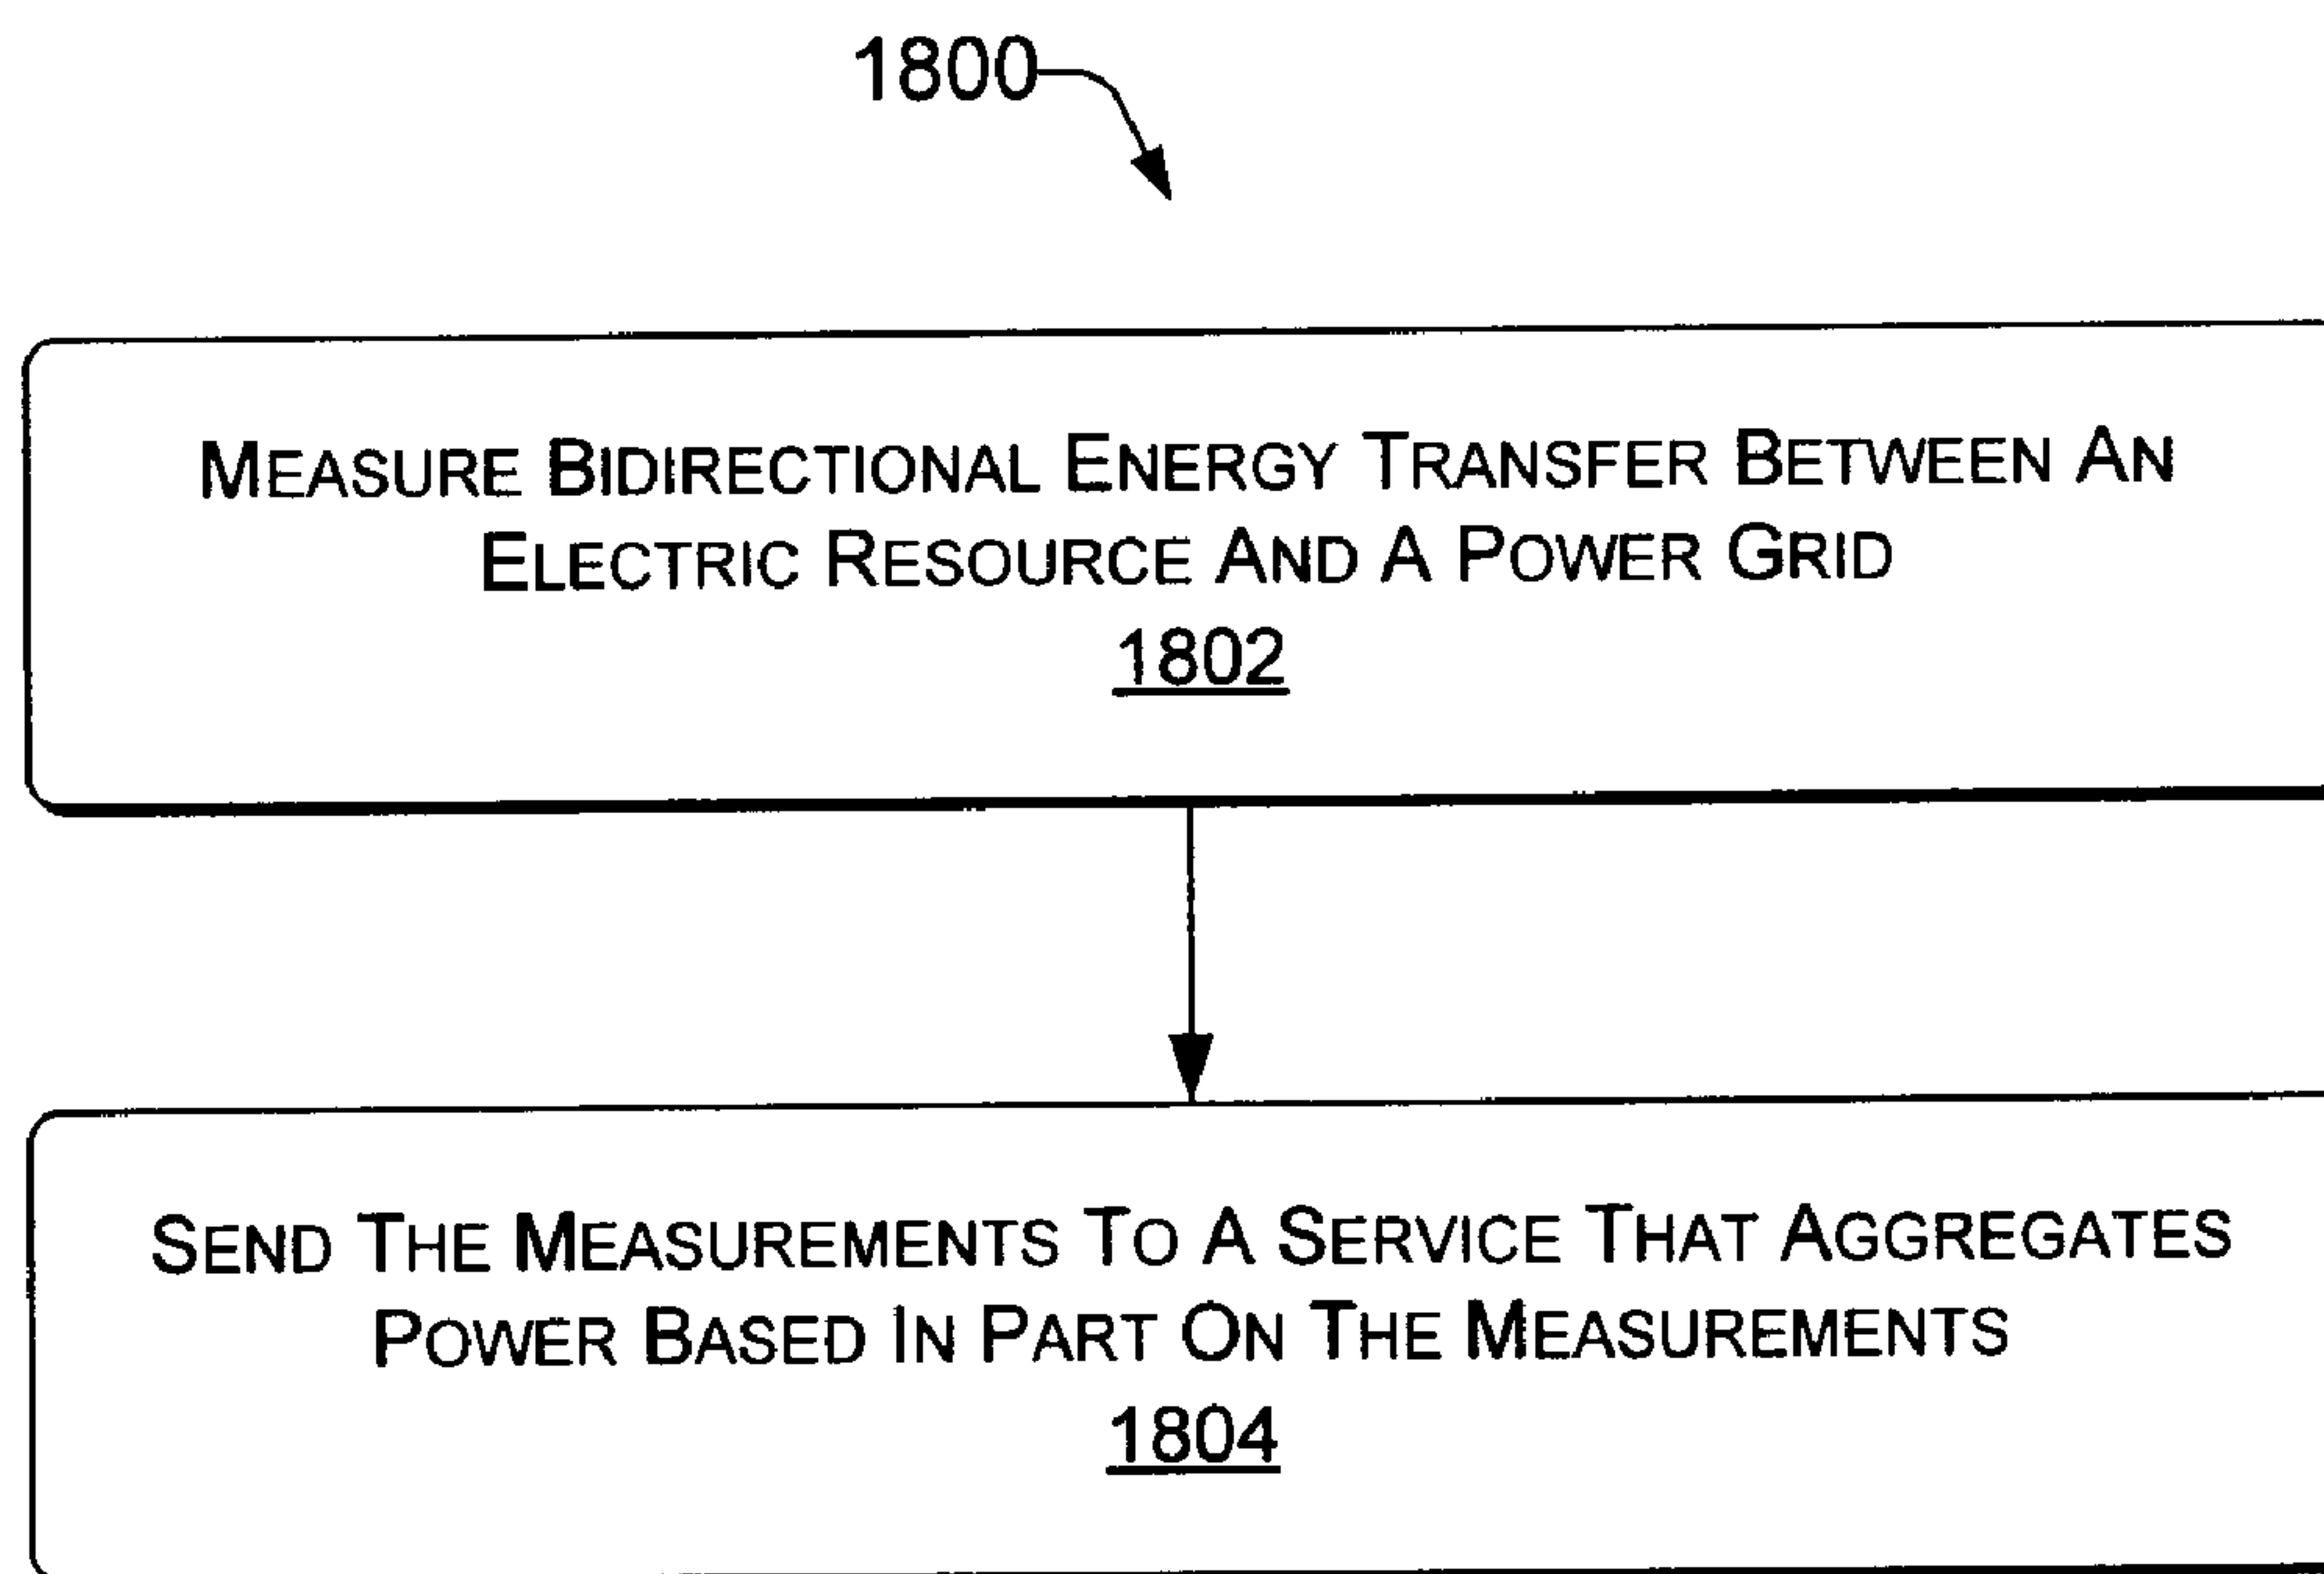 1800
MEASURE BIDIRECTIONAL ENERGY TRANSFER BETWEEN AN
ELECTRIC RESOURCE AND A POWER GRID
1802
SEND THE MEASUREMENTS TO A SERVICE THAT AGGREGATES
POWER BASED IN PART ON THE MEASUREMENTS
1804